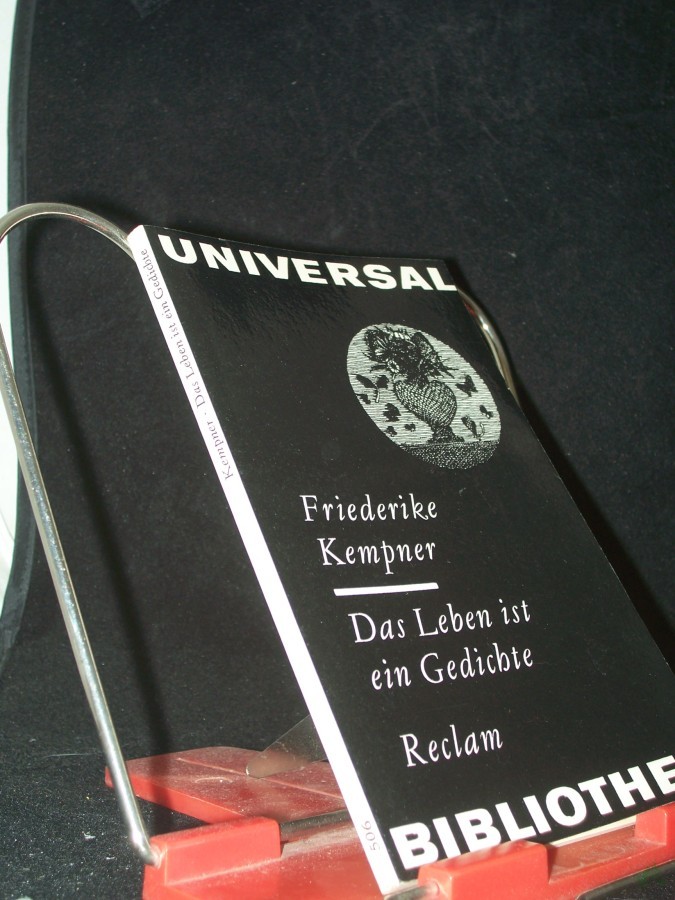 UNIVERSAL
Friederike
Kempner
Das Leben ist
ein Gedichte
Reclam
BIBLIOTHE
Kempner · Das Leben ist ein Gedichte
506